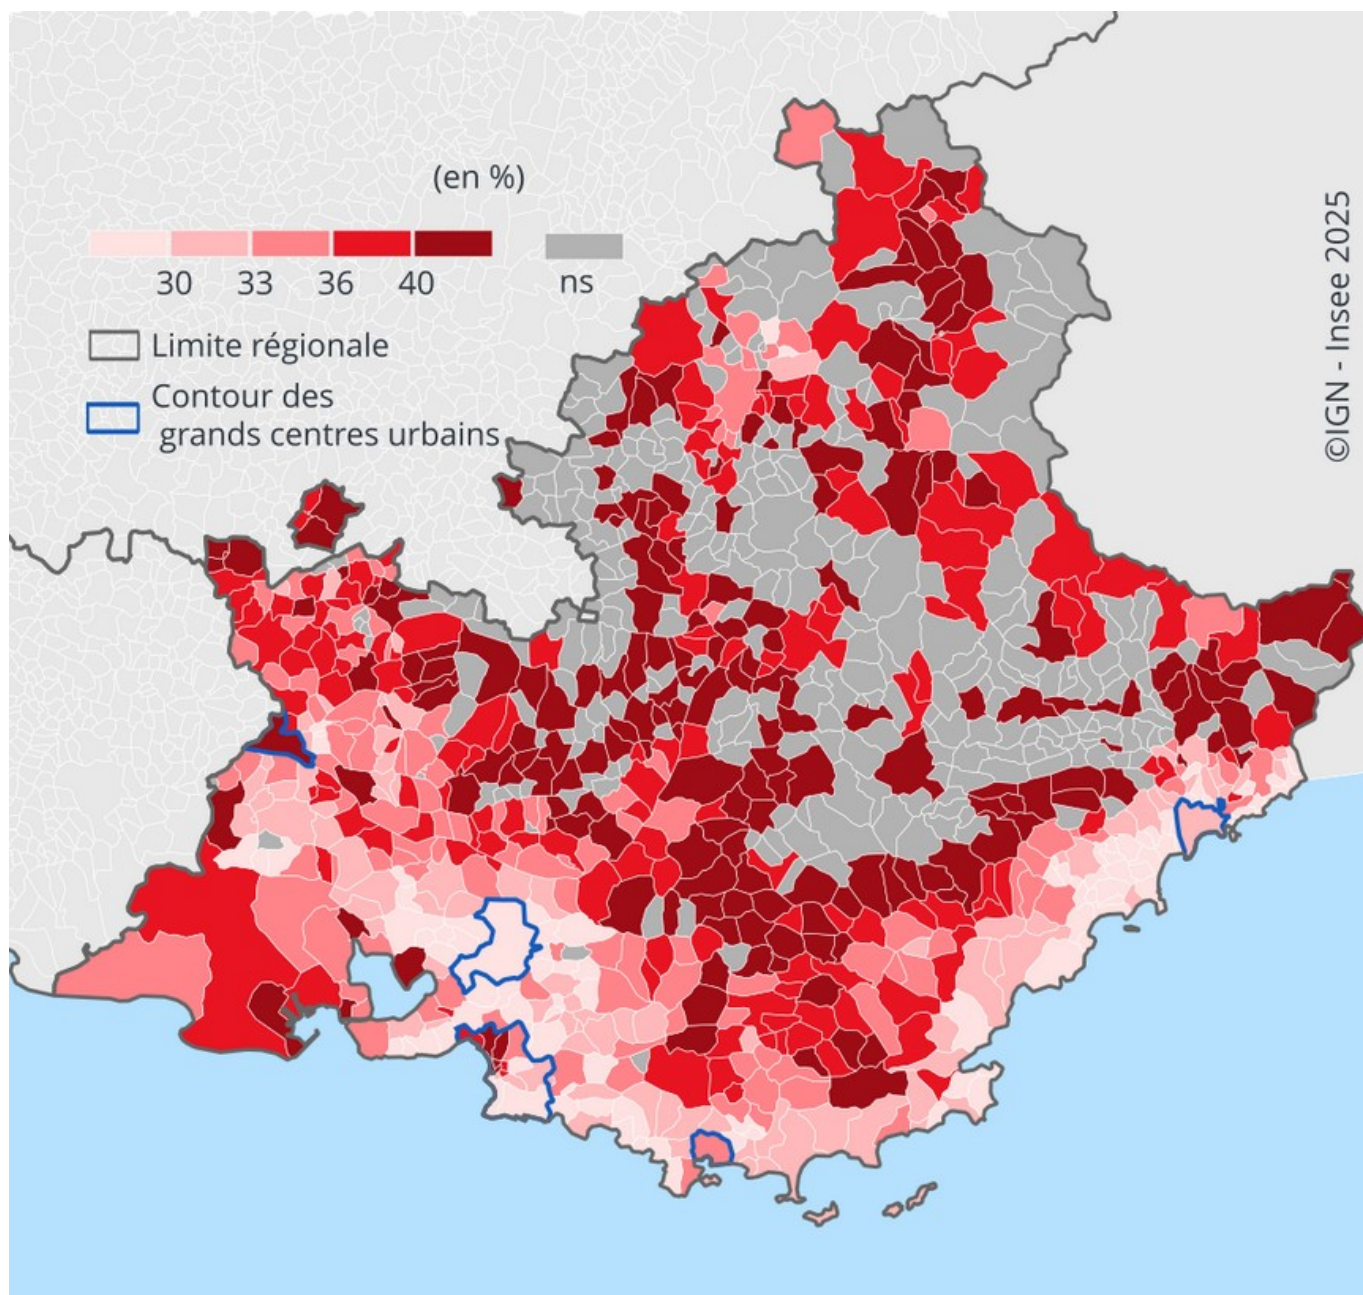 (en %)
30 33 36 40 ns
Limite régionale
Contour des
grands centres urbains
©IGN - Insee 2025